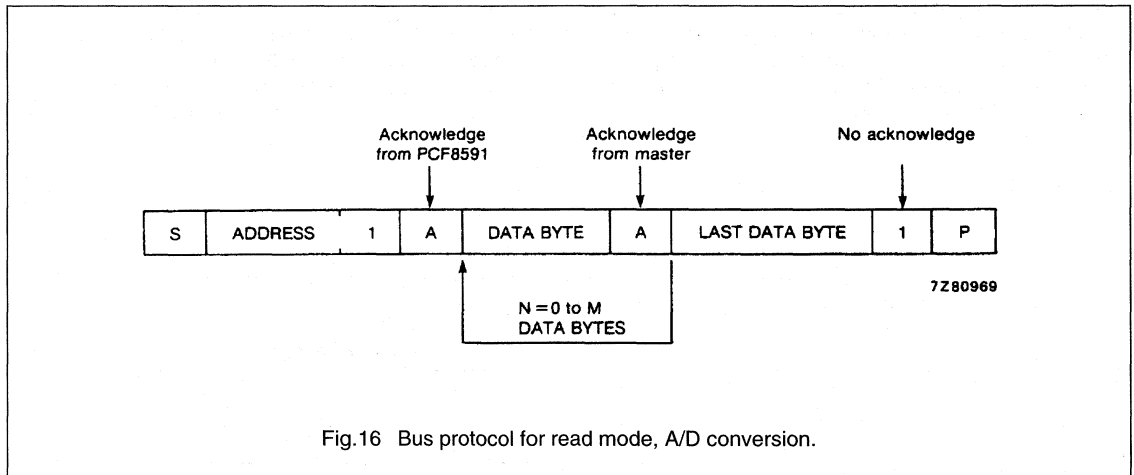 Acknowledge
from PCF8591
Acknowledge
from master
No acknowledge
S ADDRESS 1 A DATA BYTE A LAST DATA BYTE 1 P
7Z80969
N=0 to M
DATA BYTES
Fig.16 Bus protocol for read mode, A/D conversion.